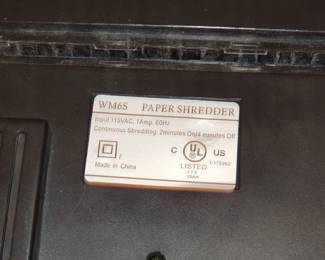 WM6S PAPER SHREDDER
Input 115VAC, 1Amp, 60Hz
Continuous Shredding: 2minutes On/4 minutes Off
F
Made in China
C UL US
LISTED
I.T.E.